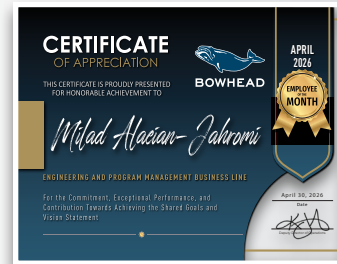 CERTIFICATE
OF APPRECIATION
THIS CERTIFICATE IS PROUDLY PRESENTED
FOR HONORABLE ACHIEVEMENT TO
BOWHEAD
APRIL
2026
EMPLOYEE
OF THE
MONTH
Milad Alaeian-Jahromi
ENGINEERING AND PROGRAM MANAGEMENT BUSINESS LINE
For the Commitment, Exceptional Performance, and
Contribution Towards Achieving the Shared Goals and
Vision Statement
April 30, 2026
Date